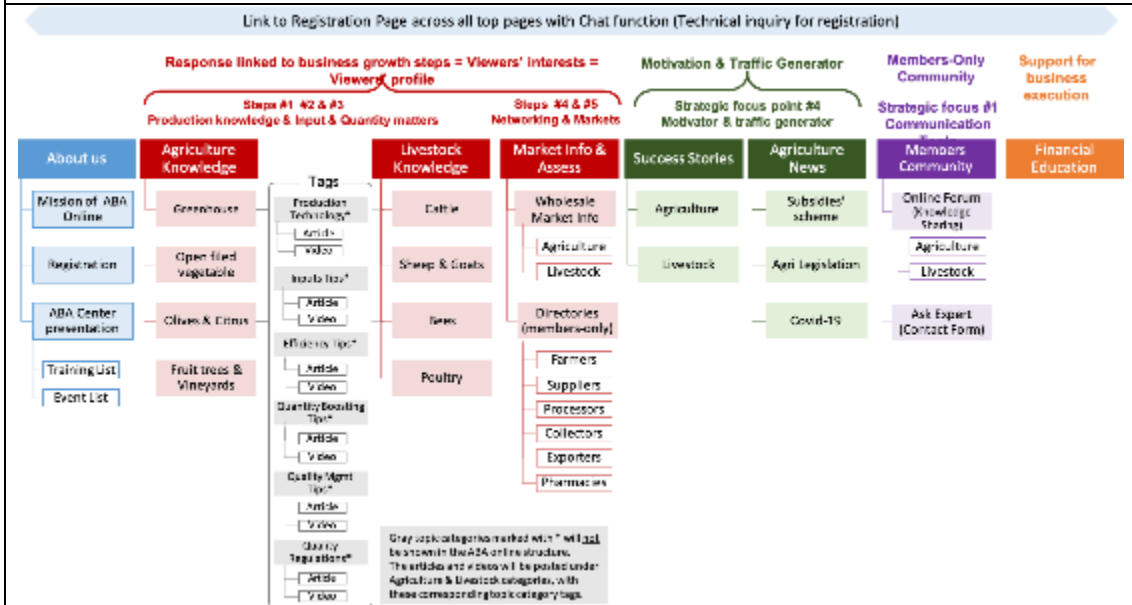 Link to Registration Page across all top pages with Chat function (Technical inquiry for registration)
Response linked to business growth steps = Viewers' interests =
Viewers' profile
Steps #1 #2 & #3
Production knowledge & Input & Quantity matters
Steps #4 & #5
Networking & Markets
Motivation & Traffic Generator
Strategic focus point #4
Motivator & traffic generator
Members-Only
Community
Strategic focus #1
Communication
Support for
business
execution
About us
Mission of ABA
Online
Registration
ABA Center
presentation
Training List
Event List
Agriculture
Knowledge
Greenhouse
Open filed
vegetable
Olives & Citrus
Fruit trees &
Vineyards
Tags
Production
Technology*
Article
Video
Inputs Tips*
Article
Video
Efficiency Tips*
Article
Video
Quantity Boosting
Tips*
Article
Video
Quality Mgmt
Tips*
Article
Video
Quality
Regulations*
Article
Video
Livestock
Knowledge
Cattle
Sheep & Goats
Bees
Poultry
Market Info &
Assess
Wholesale
Market Info
Agriculture
Livestock
Directories
(members-only)
Farmers
Suppliers
Processors
Collectors
Exporters
Pharmacies
Success Stories
Agriculture
Livestock
Agriculture
News
Subsidies'
scheme
Agri Legislation
Covid-19
Members
Community
Online Forum
(Knowledge
Sharing)
Agriculture
Livestock
Ask Expert
(Contact Form)
Financial
Education
Gray topic categories marked with * will not
be shown in the ABA online structure.
The articles and videos will be posted under
Agriculture & Livestock categories, with
these corresponding topic category tags.